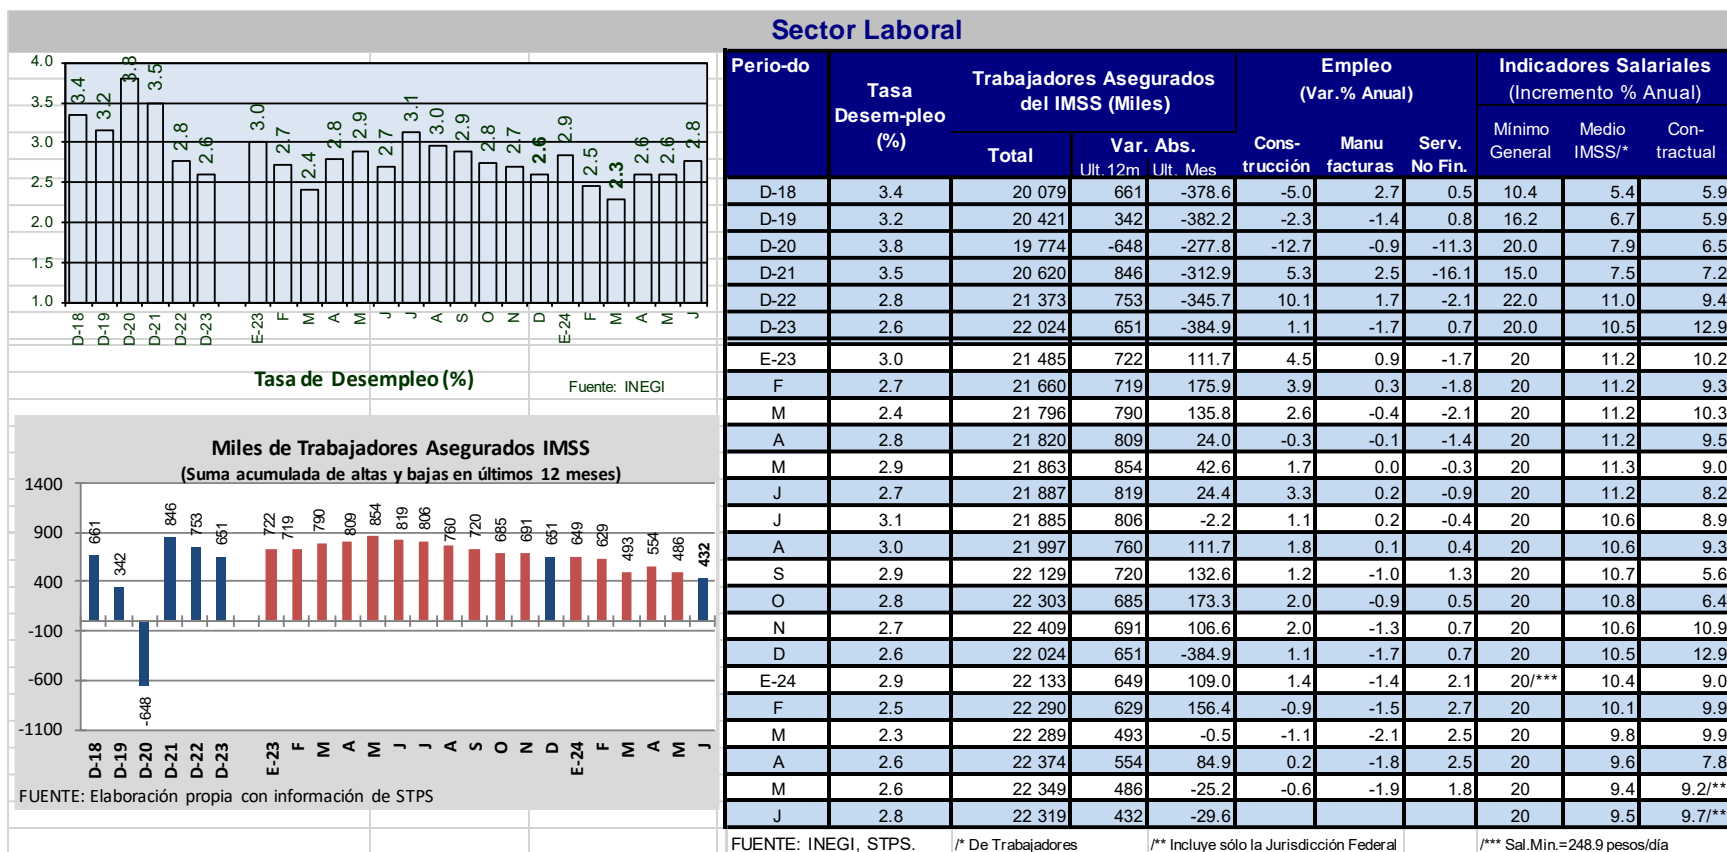 Sector Laboral
4.0
3.5
3.0
2.5
2.0
1.5
1.0
3.4 3.2 3.8 3.5 2.8 2.6 3.0 2.7 2.4 2.8 2.9 2.7 3.1 3.0 2.9 2.8 2.7 2.6 2.9 2.5 2.3 2.6 2.6 2.8
D-18 D-19 D-20 D-21 D-22 D-23 E-23 F M A M J J A S O N D E-24 F M A M J
Tasa de Desempleo (%)
Fuente: INEGI
Miles de Trabajadores Asegurados IMSS
(Suma acumulada de altas y bajas en últimos 12 meses)
1400
900
400
-100
-600
-1100
661 342 -648 846 753 651 722 719 790 809 854 819 806 760 720 685 691 651 649 629 493 554 486 432
D-18 D-19 D-20 D-21 D-22 D-23 E-23 F M A M J J A S O N D E-24 F M A M J
FUENTE: Elaboración propia con información de STPS
Perio-do
Tasa
Desem-pleo
(%)
Trabajadores Asegurados
del IMSS (Miles)
Empleo
(Var.% Anual)
Indicadores Salariales
(Incremento % Anual)
Total
Var. Abs.
Ult.12m Ult. Mes
Cons-
trucción
Manu
facturas
Serv.
No Fin.
Mínimo
General
Medio
IMSS/*
Con-
tractual
D-18 3.4 20 079 661 -378.6 -5.0 2.7 0.5 10.4 5.4 5.9
D-19 3.2 20 421 342 -382.2 -2.3 -1.4 0.8 16.2 6.7 5.9
D-20 3.8 19 774 -648 -277.8 -12.7 -0.9 -11.3 20.0 7.9 6.5
D-21 3.5 20 620 846 -312.9 5.3 2.5 -16.1 15.0 7.5 7.2
D-22 2.8 21 373 753 -345.7 10.1 1.7 -2.1 22.0 11.0 9.4
D-23 2.6 22 024 651 -384.9 1.1 -1.7 0.7 20.0 10.5 12.9
E-23 3.0 21 485 722 111.7 4.5 0.9 -1.7 20 11.2 10.2
F 2.7 21 660 719 175.9 3.9 0.3 -1.8 20 11.2 9.3
M 2.4 21 796 790 135.8 2.6 -0.4 -2.1 20 11.2 10.3
A 2.8 21 820 809 24.0 -0.3 -0.1 -1.4 20 11.2 9.5
M 2.9 21 863 854 42.6 1.7 0.0 -0.3 20 11.3 9.0
J 2.7 21 887 819 24.4 3.3 0.2 -0.9 20 11.2 8.2
J 3.1 21 885 806 -2.2 1.1 0.2 -0.4 20 10.6 8.9
A 3.0 21 997 760 111.7 1.8 0.1 0.4 20 10.6 9.3
S 2.9 22 129 720 132.6 1.2 -1.0 1.3 20 10.7 5.6
O 2.8 22 303 685 173.3 2.0 -0.9 0.5 20 10.8 6.4
N 2.7 22 409 691 106.6 2.0 -1.3 0.7 20 10.6 10.9
D 2.6 22 024 651 -384.9 1.1 -1.7 0.7 20 10.5 12.9
E-24 2.9 22 133 649 109.0 1.4 -1.4 2.1 20/*** 10.4 9.0
F 2.5 22 290 629 156.4 -0.9 -1.5 2.7 20 10.1 9.9
M 2.3 22 289 493 -0.5 -1.1 -2.1 2.5 20 9.8 9.9
A 2.6 22 374 554 84.9 0.2 -1.8 2.5 20 9.6 7.8
M 2.6 22 349 486 -25.2 -0.6 -1.9 1.8 20 9.4 9.2/**
J 2.8 22 319 432 -29.6 20 9.5 9.7/**
FUENTE: INEGI, STPS. /* De Trabajadores /** Incluye sólo la Jurisdicción Federal /*** Sal.Min.=248.9 pesos/día